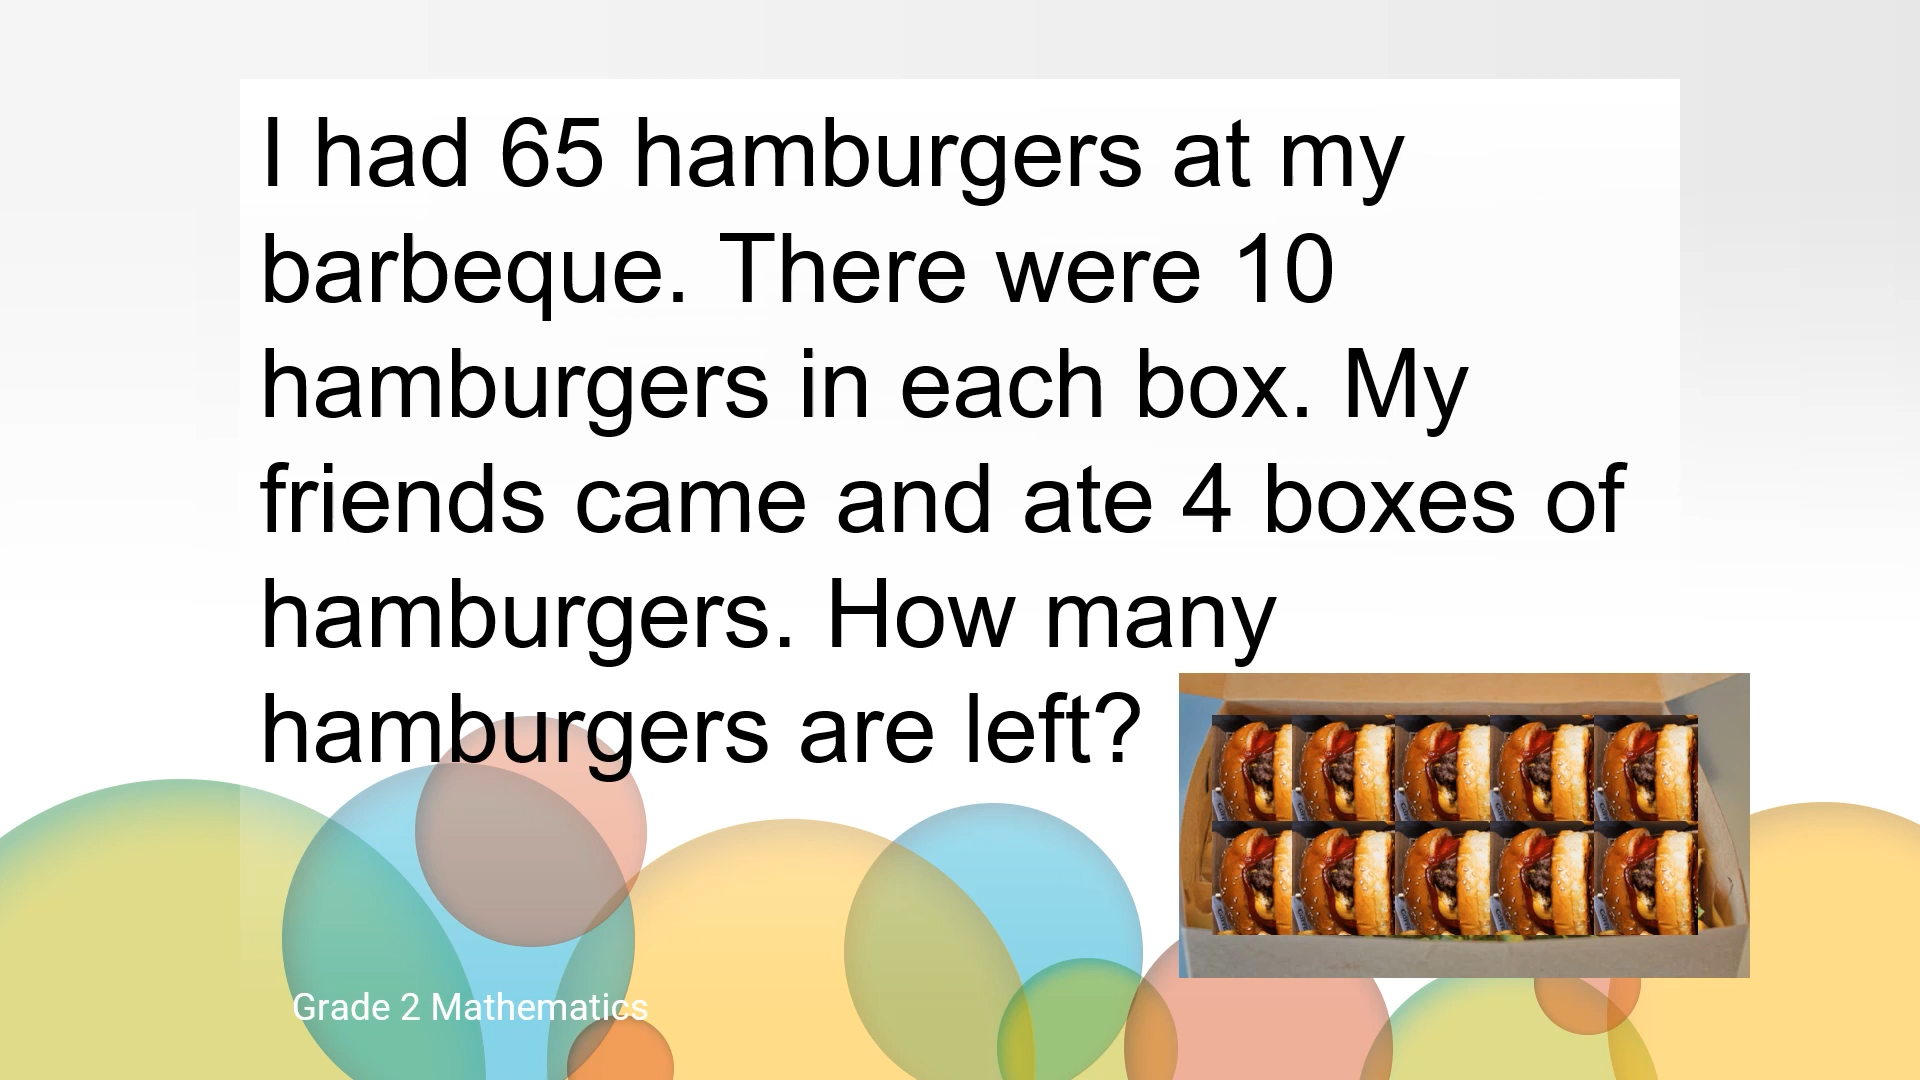 I had 65 hamburgers at my
barbeque. There were 10
hamburgers in each box. My
friends came and ate 4 boxes of
hamburgers. How many
hamburgers are left?
Grade 2 Mathematics